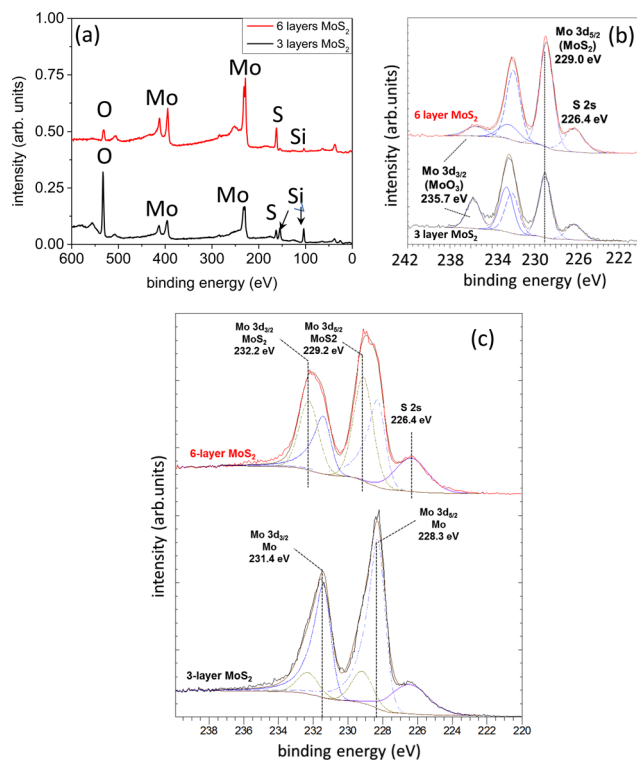 (a)
6 layers MoS₂
3 layers MoS₂
1.00
0.75
0.50
0.25
0.00
intensity (arb. units)
O
Mo
Mo
S
Si
O
Mo
Mo
S
Si
600 500 400 300 200 100 0
binding energy (eV)
(b)
Mo 3d5/2
(MoS₂)
229.0 eV
S 2s
226.4 eV
6 layer MoS₂
Mo 3d3/2
(MoO₃)
235.7 eV
3 layer MoS₂
intensity (arb. units)
242 238 234 230 226 222
binding energy (eV)
(c)
Mo 3d3/2
MoS₂
232.2 eV
Mo 3d5/2
MoS2
229.2 eV
S 2s
226.4 eV
6-layer MoS₂
Mo 3d3/2
Mo
231.4 eV
Mo 3d5/2
Mo
228.3 eV
3-layer MoS₂
intensity (arb.units)
intensity (arb.units)
238 236 234 232 230 228 226 224 222 220
binding energy (eV)